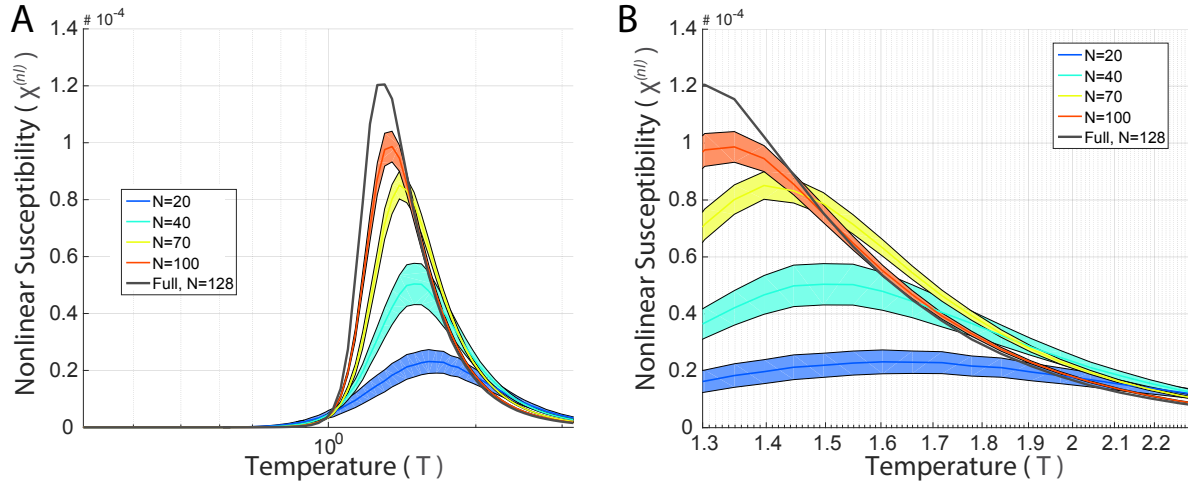 A
# 10-4
1.4
1.2
1
0.8
0.6
0.4
0.2
0
Nonlinear Susceptibility ( χ(nl) )
N=20
N=40
N=70
N=100
Full, N=128
10⁰
Temperature ( T )
B
# 10-4
1.4
1.2
1
0.8
0.6
0.4
0.2
0
Nonlinear Susceptibility ( χ(nl) )
N=20
N=40
N=70
N=100
Full, N=128
1.3 1.4 1.5 1.6 1.7 1.8 1.9 2 2.1 2.2
Temperature ( T )